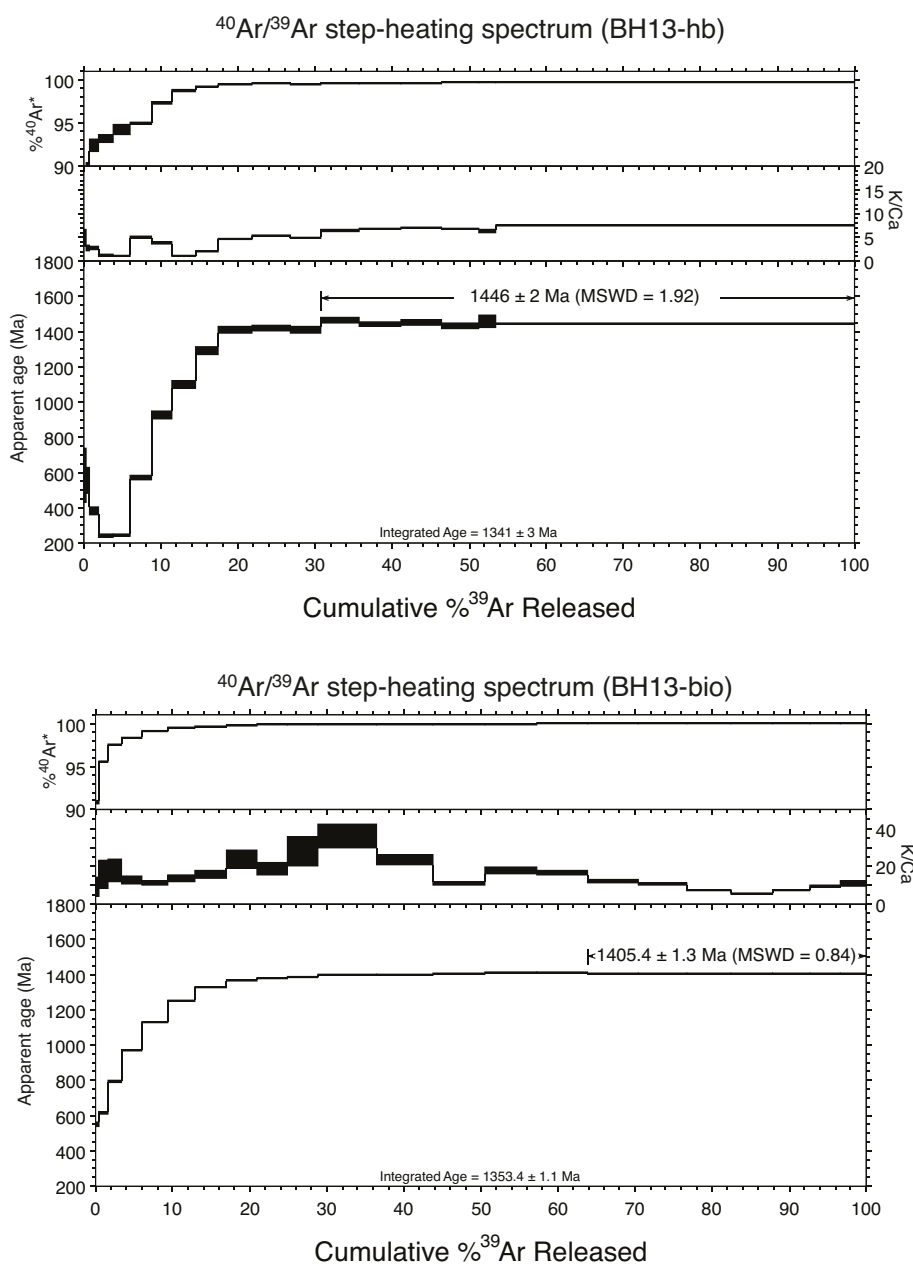 ⁴⁰Ar/³⁹Ar step-heating spectrum (BH13-hb)
%⁴⁰Ar*
100
95
90
K/Ca
20
15
10
5
0
Apparent age (Ma)
1800
1600
1400
1200
1000
800
600
400
200
1446 ± 2 Ma (MSWD = 1.92)
Integrated Age = 1341 ± 3 Ma
0 10 20 30 40 50 60 70 80 90 100
Cumulative %³⁹Ar Released
⁴⁰Ar/³⁹Ar step-heating spectrum (BH13-bio)
%⁴⁰Ar*
100
95
90
K/Ca
40
20
0
Apparent age (Ma)
1800
1600
1400
1200
1000
800
600
400
200
1405.4 ± 1.3 Ma (MSWD = 0.84)
Integrated Age = 1353.4 ± 1.1 Ma
0 10 20 30 40 50 60 70 80 90 100
Cumulative %³⁹Ar Released